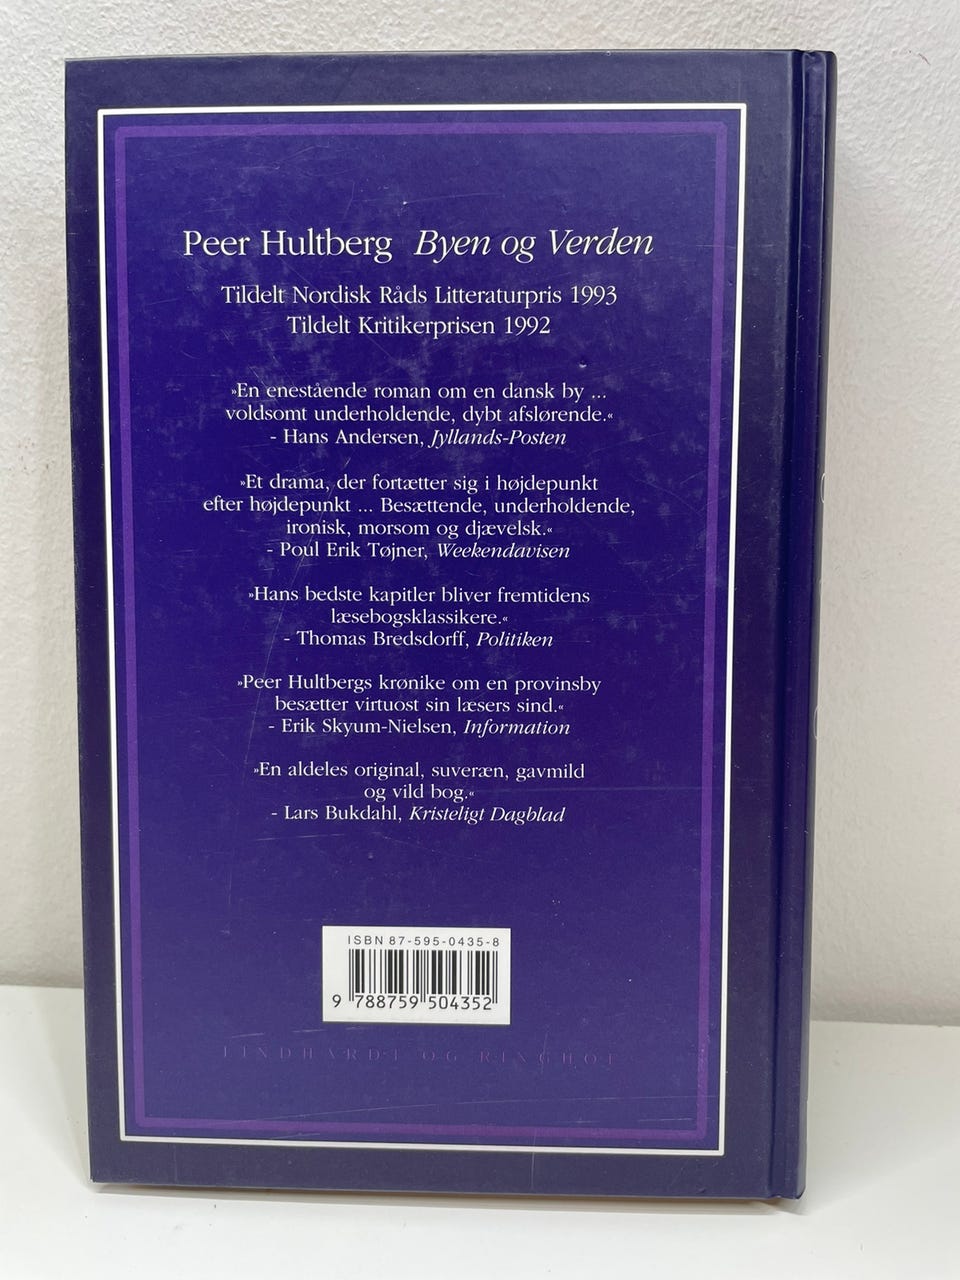 Peer Hultberg Byen og Verden
Tildelt Nordisk Råds Litteraturpris 1993
Tildelt Kritikerprisen 1992
»En enestående roman om en dansk by ...
voldsomt underholdende, dybt afslørende.«
- Hans Andersen, Jyllands-Posten
»Et drama, der fortætter sig i højdepunkt
efter højdepunkt ... Besættende, underholdende,
ironisk, morsom og djævelsk.«
- Poul Erik Tøjner, Weekendavisen
»Hans bedste kapitler bliver fremtidens
læsebogsklassikere.«
- Thomas Bredsdorff, Politiken
»Peer Hultbergs krønike om en provinsby
besætter virtuost sin læsers sind.«
- Erik Skyum-Nielsen, Information
»En aldeles original, suveræn, gavmild
og vild bog.«
- Lars Bukdahl, Kristeligt Dagblad
ISBN 87-595-0435-8
9 788759 504352
LINDHARDT OG RINGHOF